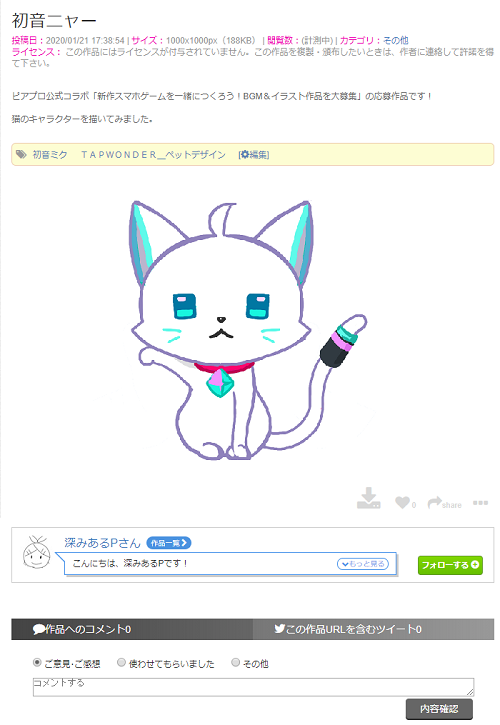 初音ニャー
投稿日：2020/01/21 17:38:54 | サイズ：1000x1000px（188KB） | 閲覧数：(計測中) | カテゴリ：その他
ライセンス： この作品にはライセンスが付与されていません。この作品を複製・頒布したいときは、作者に連絡して許諾を得
て下さい。
ピアプロ公式コラボ「新作スマホゲームを一緒につくろう！BGM＆イラスト作品を大募集」の応募作品です！
猫のキャラクターを描いてみました。
初音ミク ＴＡＰＷＯＮＤＥＲ＿ペットデザイン [編集]
0 share
深みあるPさん 作品一覧
こんにちは、深みあるPです！ もっと見る
フォローする
作品へのコメント0 この作品URLを含むツイート0
ご意見･ご感想 使わせてもらいました その他
コメントする
内容確認